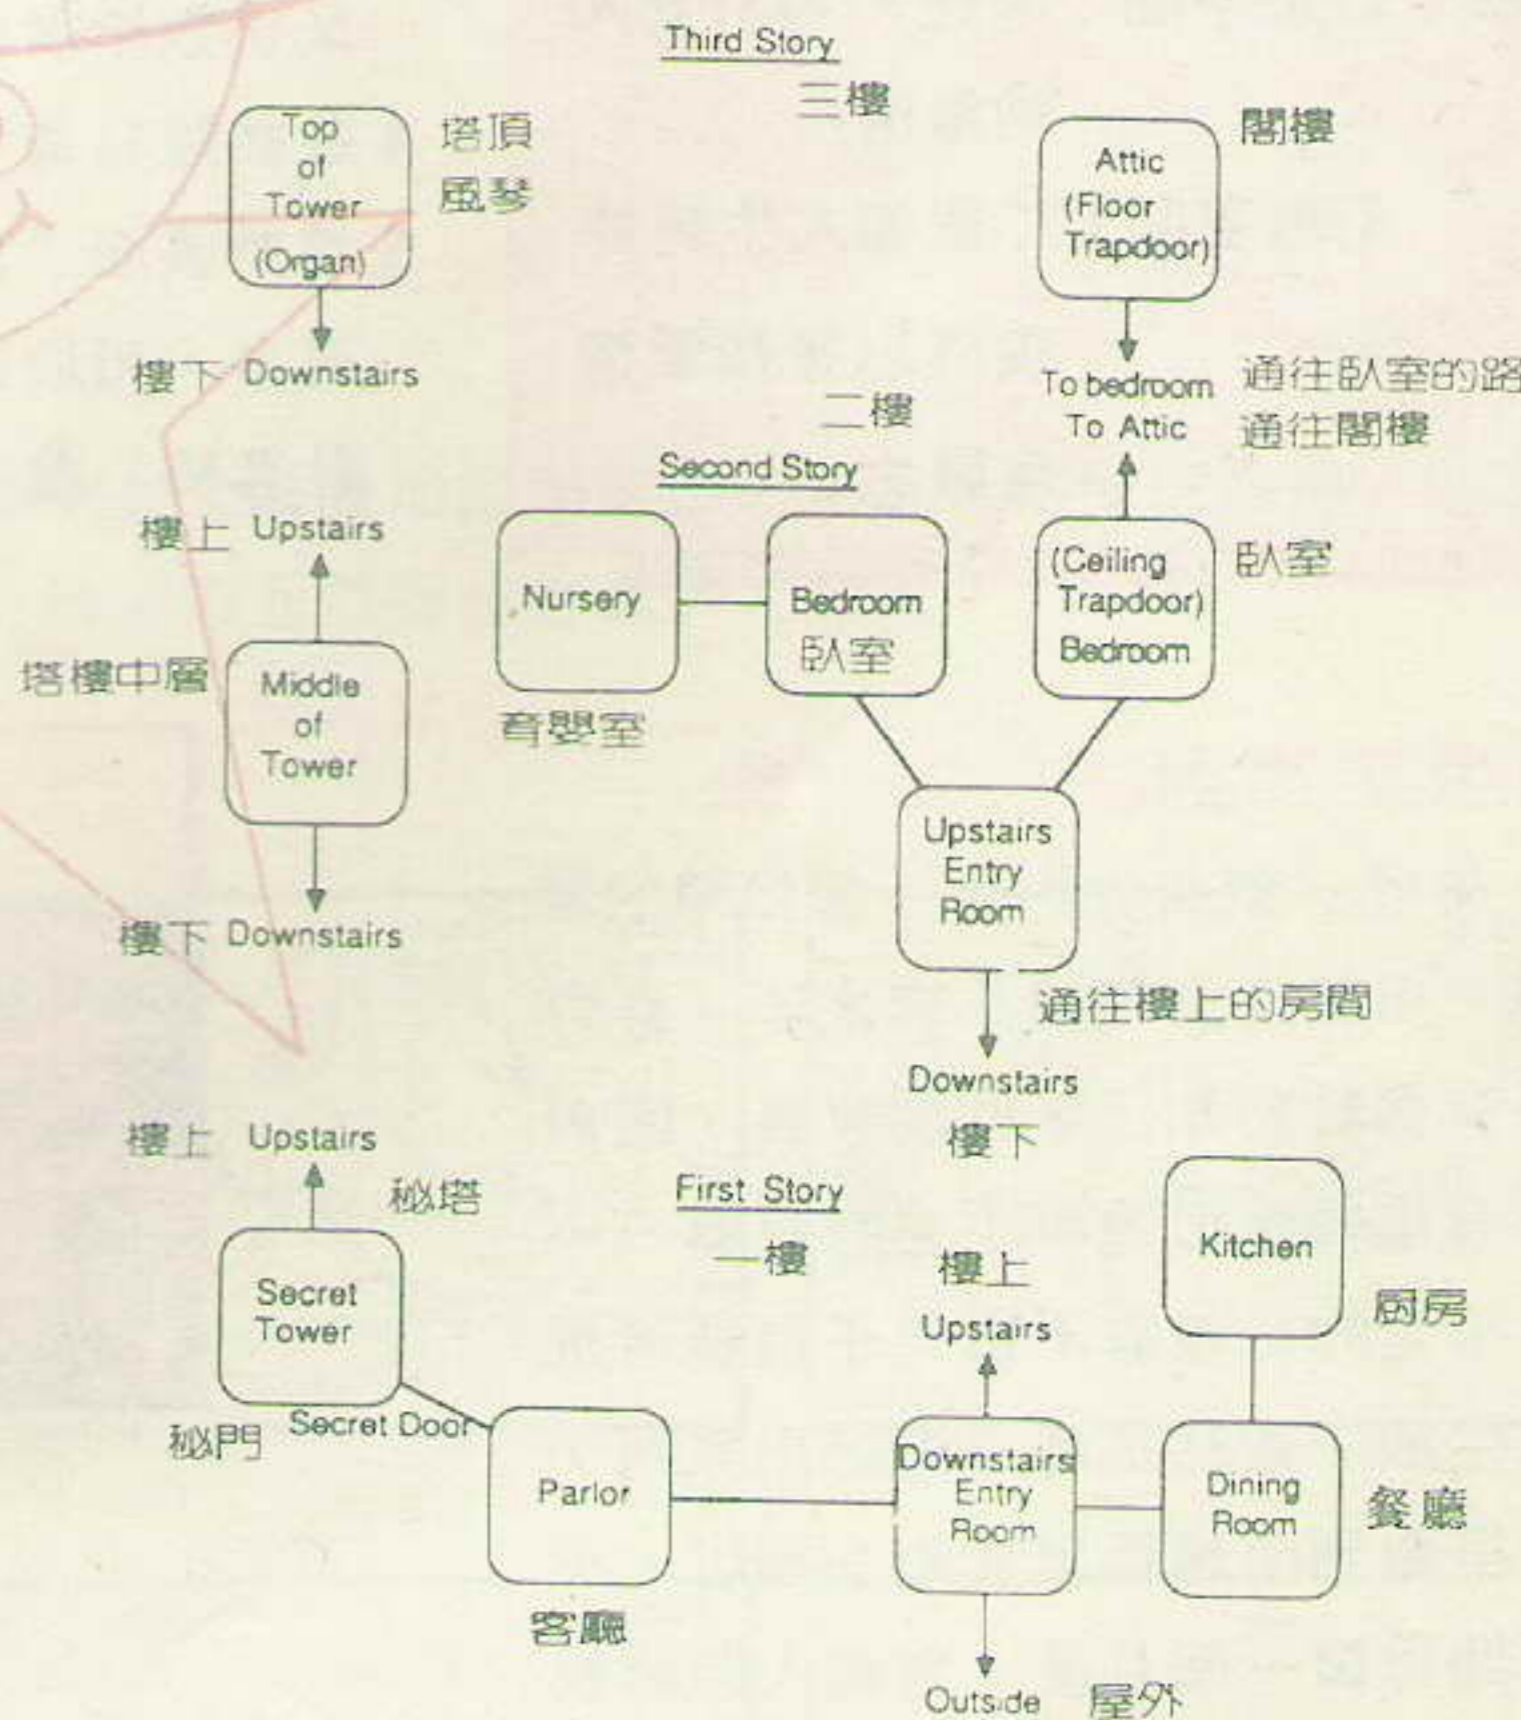 Third Story
三樓
Top
of
Tower
(Organ)
塔頂
風琴
Attic
(Floor
Trapdoor)
閣樓
樓下 Downstairs
To bedroom 通往臥室的路
To Attic 通往閣樓
二樓
Second Story
樓上 Upstairs
Nursery
育嬰室
Bedroom
臥室
(Ceiling
Trapdoor)
Bedroom
臥室
塔樓中層
Middle
of
Tower
Upstairs
Entry
Room
樓下 Downstairs
通往樓上的房間
Downstairs
樓下
樓上 Upstairs
秘塔
First Story
一樓
Secret
Tower
樓上
Upstairs
Kitchen
厨房
秘門 Secret Door
Parlor
客廳
Downstairs
Entry
Room
Dining
Room
餐廳
Outside 屋外